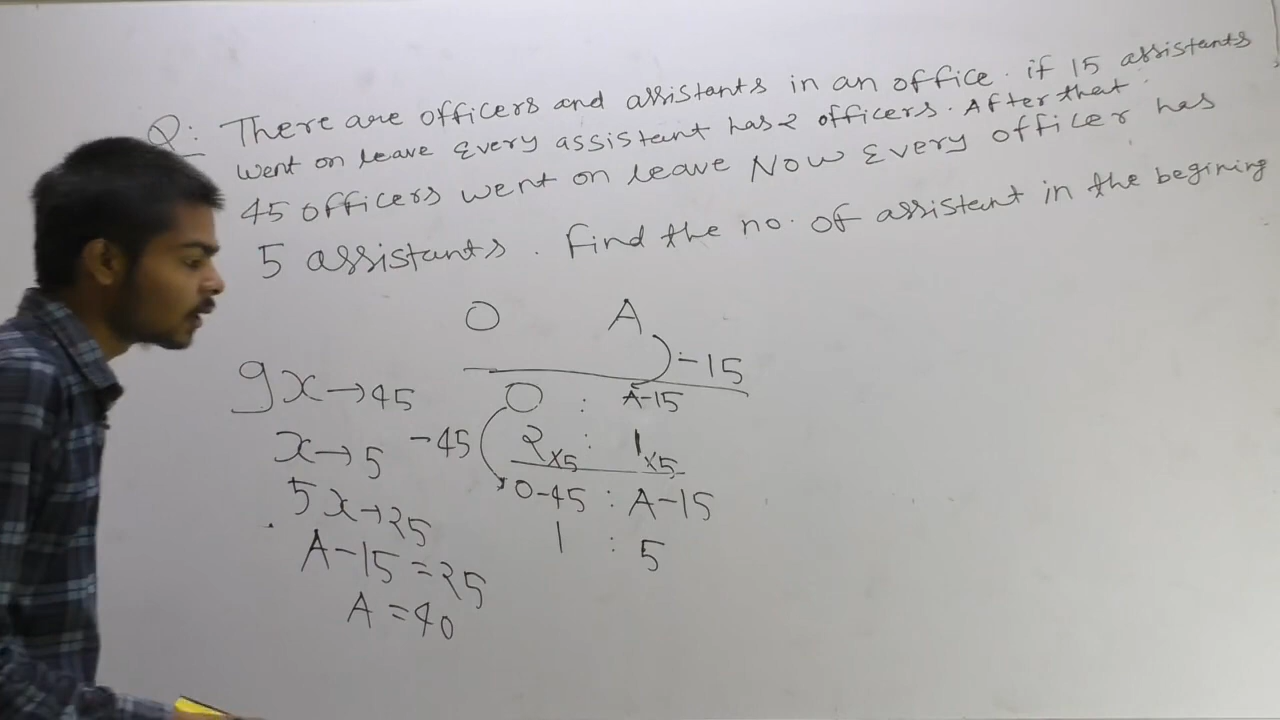 Q: There are officers and assistants in an office. if 15 assistants
went on leave Every assistant has 2 officers. After that
45 officers went on leave Now Every officer has
5 assistants. Find the no. of assistant in the begining
O A
-15
O : A-15
9x→45
-45
2x5 : 1x5
x→5
O-45 : A-15
5x→25
1 : 5
A-15=25
A=40